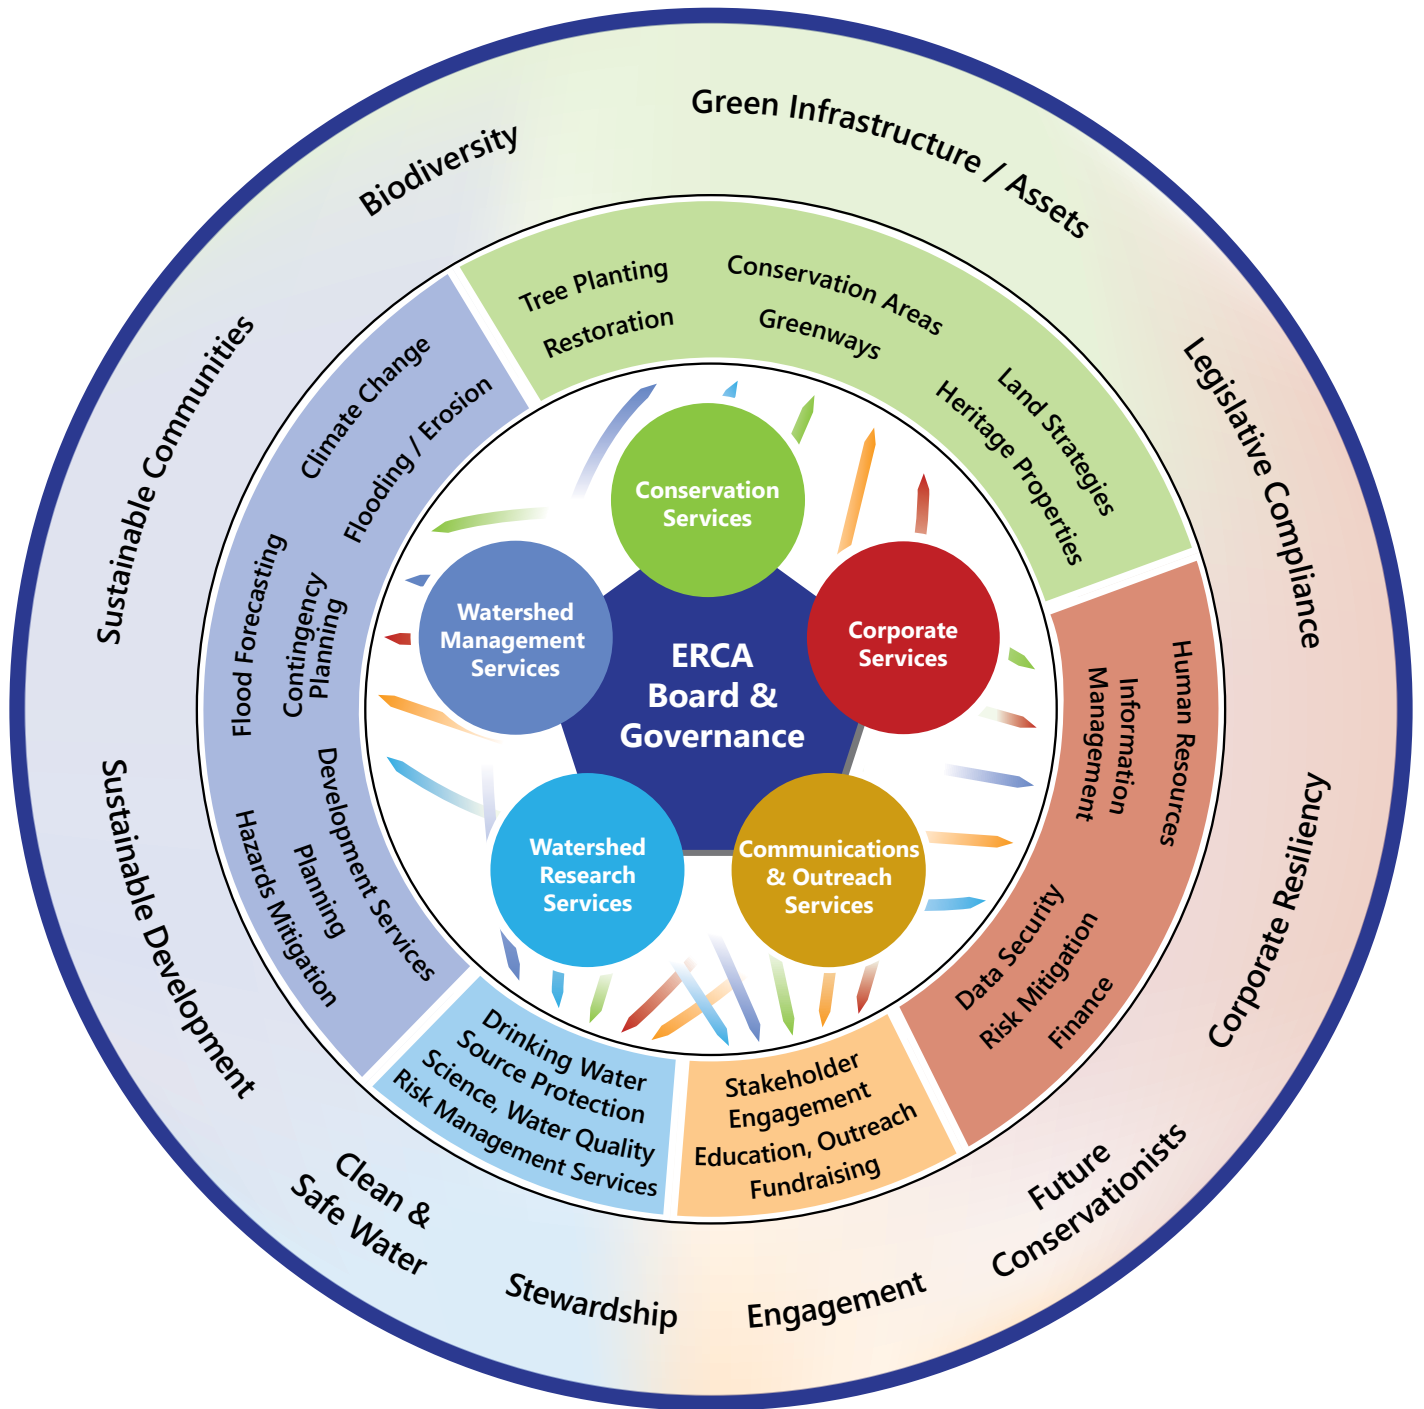 Biodiversity
Green Infrastructure / Assets
Legislative Compliance
Corporate Resiliency
Future
Conservationists
Engagement
Stewardship
Clean &
Safe Water
Sustainable Development
Sustainable Communities
Tree Planting
Restoration
Conservation Areas
Greenways
Land Strategies
Heritage Properties
Human Resources
Information
Management
Data Security
Risk Mitigation
Finance
Stakeholder
Engagement
Education, Outreach
Fundraising
Drinking Water
Source Protection
Science, Water Quality
Risk Management Services
Development Services
Planning
Hazards Mitigation
Flood Forecasting
Contingency
Planning
Climate Change
Flooding / Erosion
Conservation
Services
Corporate
Services
Communications
& Outreach
Services
Watershed
Research
Services
Watershed
Management
Services
ERCA
Board &
Governance